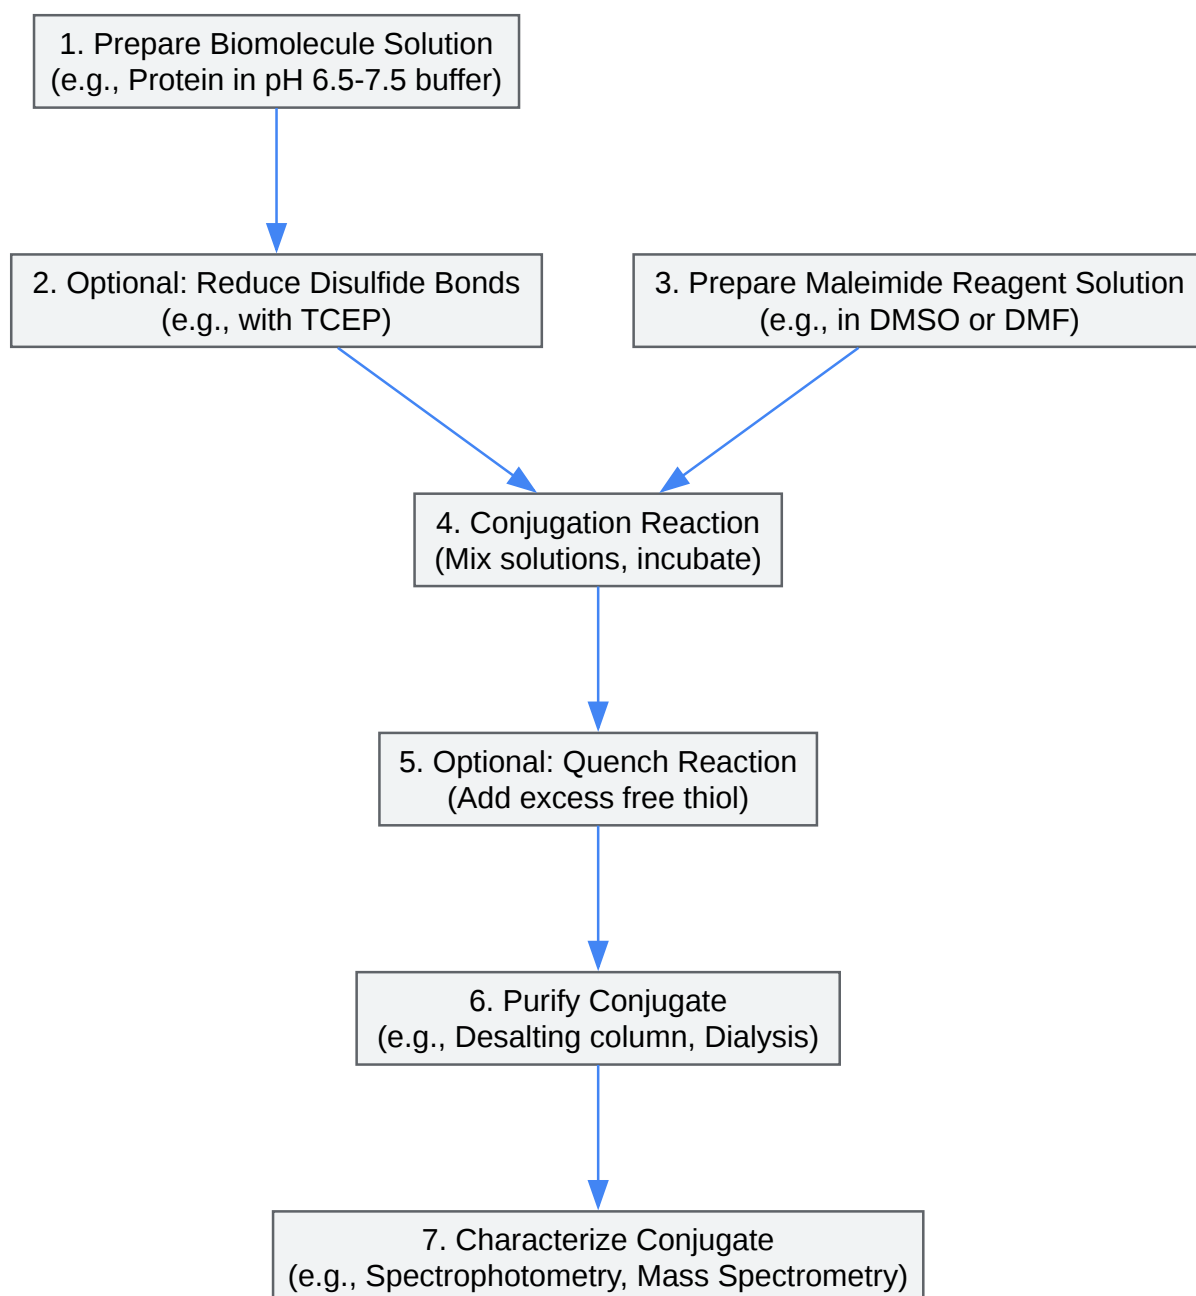 1. Prepare Biomolecule Solution
(e.g., Protein in pH 6.5-7.5 buffer)
2. Optional: Reduce Disulfide Bonds
(e.g., with TCEP)
3. Prepare Maleimide Reagent Solution
(e.g., in DMSO or DMF)
4. Conjugation Reaction
(Mix solutions, incubate)
5. Optional: Quench Reaction
(Add excess free thiol)
6. Purify Conjugate
(e.g., Desalting column, Dialysis)
7. Characterize Conjugate
(e.g., Spectrophotometry, Mass Spectrometry)